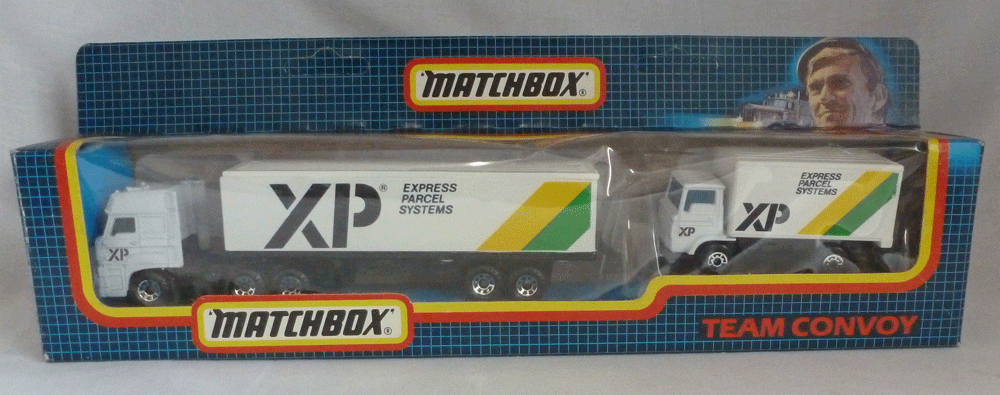 "MATCHBOX"®
XP®
EXPRESS
PARCEL
SYSTEMS
XP
EXPRESS
PARCEL
SYSTEMS
XP
XP
"MATCHBOX"®
TEAM CONVOY